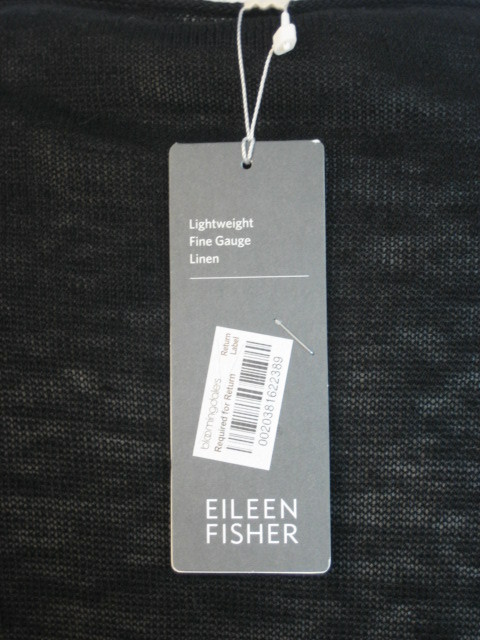 Lightweight
Fine Gauge
Linen
bloomingdales
Required for Return
Return
Label
0020381622389
EILEEN
FISHER